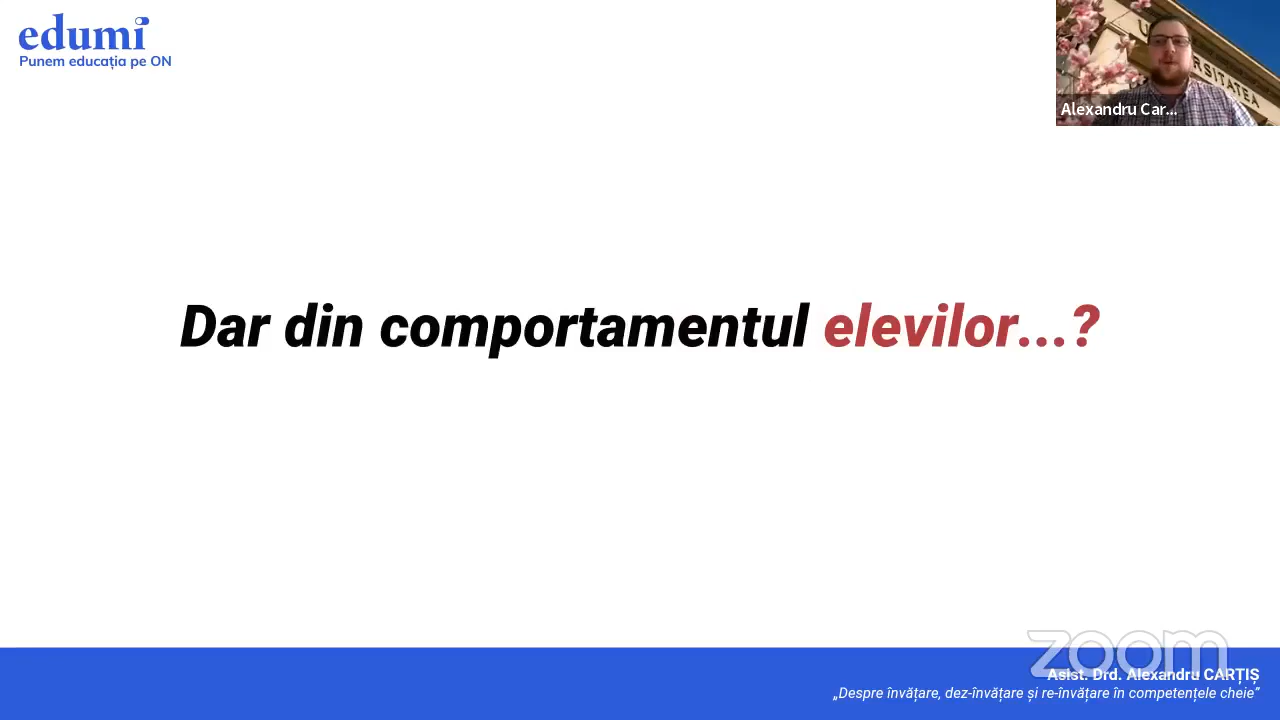 edumi
Punem educația pe ON
UNIVERSITATEA
Alexandru Car...
Dar din comportamentul elevilor...?
zoom
Asist. Drd. Alexandru CARȚIȘ
„Despre învățare, dez-învățare și re-învățare în competențele cheie”